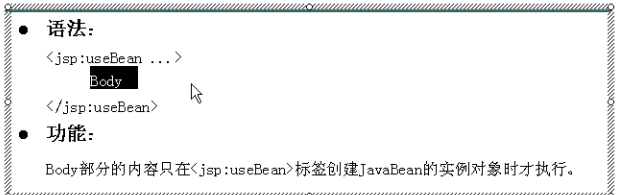 ● 语法：
<jsp:useBean ...>
Body
</jsp:useBean>
● 功能：
Body部分的内容只在<jsp:useBean>标签创建JavaBean的实例对象时才执行。